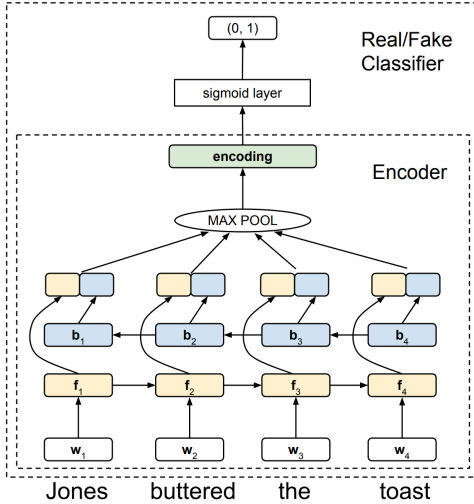 (0, 1)
Real/Fake
Classifier
sigmoid layer
encoding
Encoder
MAX POOL
b1 b2 b3 b4
f1 f2 f3 f4
w1 w2 w3 w4
Jones buttered the toast